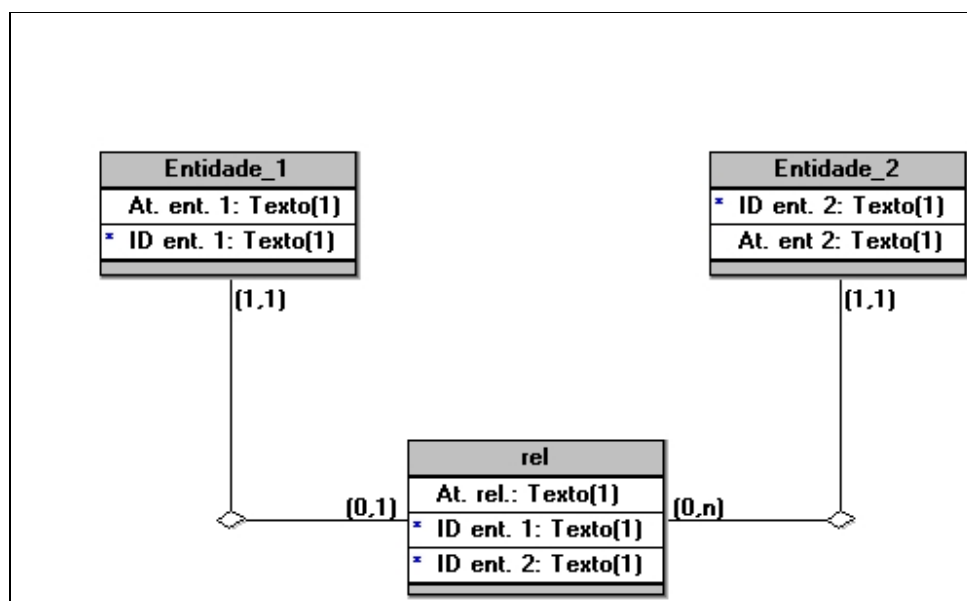 Entidade_1
At. ent. 1: Texto(1)
* ID ent. 1: Texto(1)
(1,1)
Entidade_2
* ID ent. 2: Texto(1)
At. ent 2: Texto(1)
(1,1)
rel
At. rel.: Texto(1)
* ID ent. 1: Texto(1)
* ID ent. 2: Texto(1)
(0,1)
(0,n)